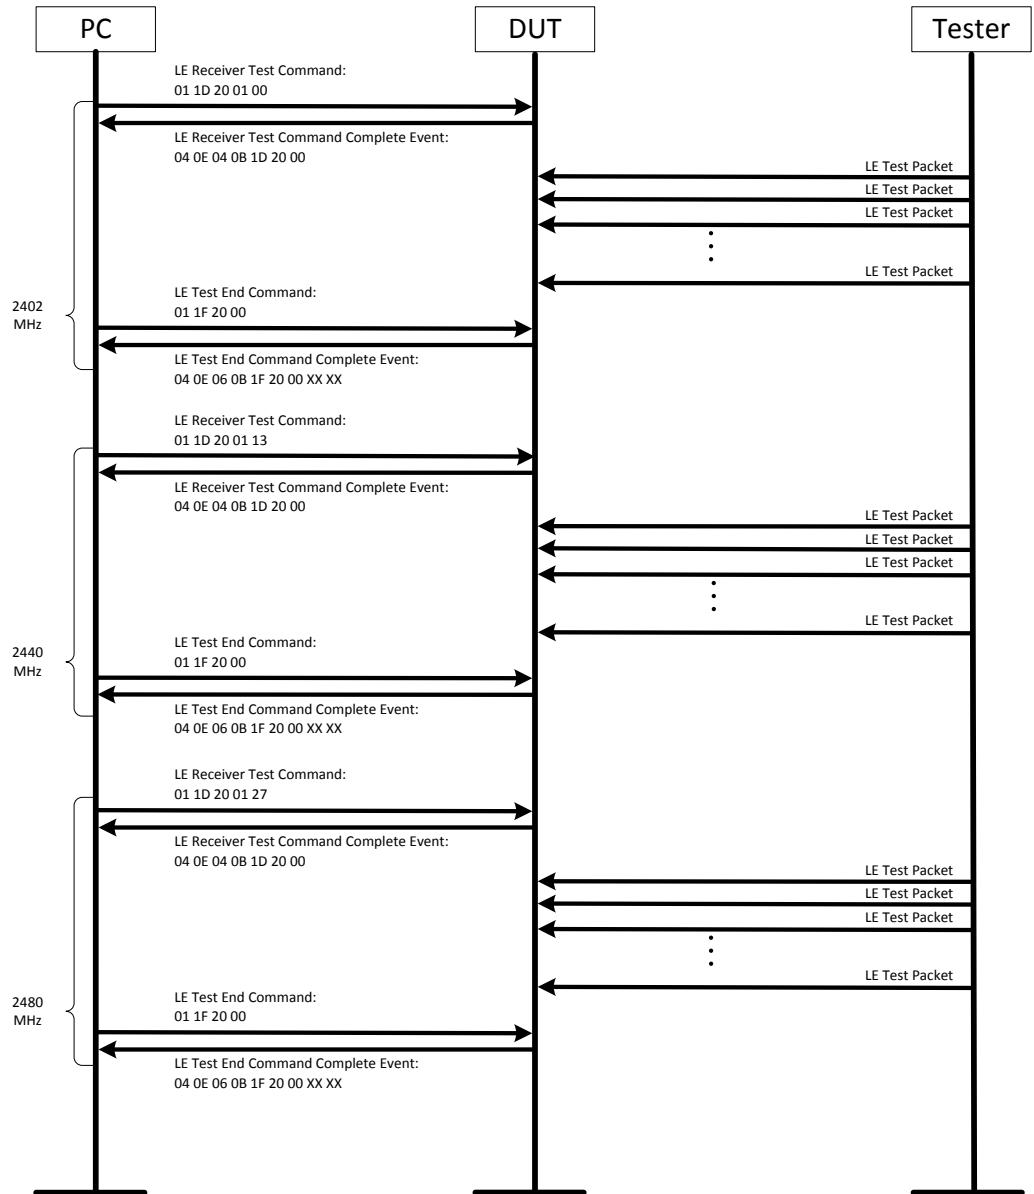 PC
DUT
Tester
LE Receiver Test Command:
01 1D 20 01 00
LE Receiver Test Command Complete Event:
04 0E 04 0B 1D 20 00
LE Test Packet
LE Test Packet
LE Test Packet
LE Test Packet
2402
MHz
LE Test End Command:
01 1F 20 00
LE Test End Command Complete Event:
04 0E 06 0B 1F 20 00 XX XX
LE Receiver Test Command:
01 1D 20 01 13
LE Receiver Test Command Complete Event:
04 0E 04 0B 1D 20 00
LE Test Packet
LE Test Packet
LE Test Packet
LE Test Packet
2440
MHz
LE Test End Command:
01 1F 20 00
LE Test End Command Complete Event:
04 0E 06 0B 1F 20 00 XX XX
LE Receiver Test Command:
01 1D 20 01 27
LE Receiver Test Command Complete Event:
04 0E 04 0B 1D 20 00
LE Test Packet
LE Test Packet
LE Test Packet
LE Test Packet
2480
MHz
LE Test End Command:
01 1F 20 00
LE Test End Command Complete Event:
04 0E 06 0B 1F 20 00 XX XX